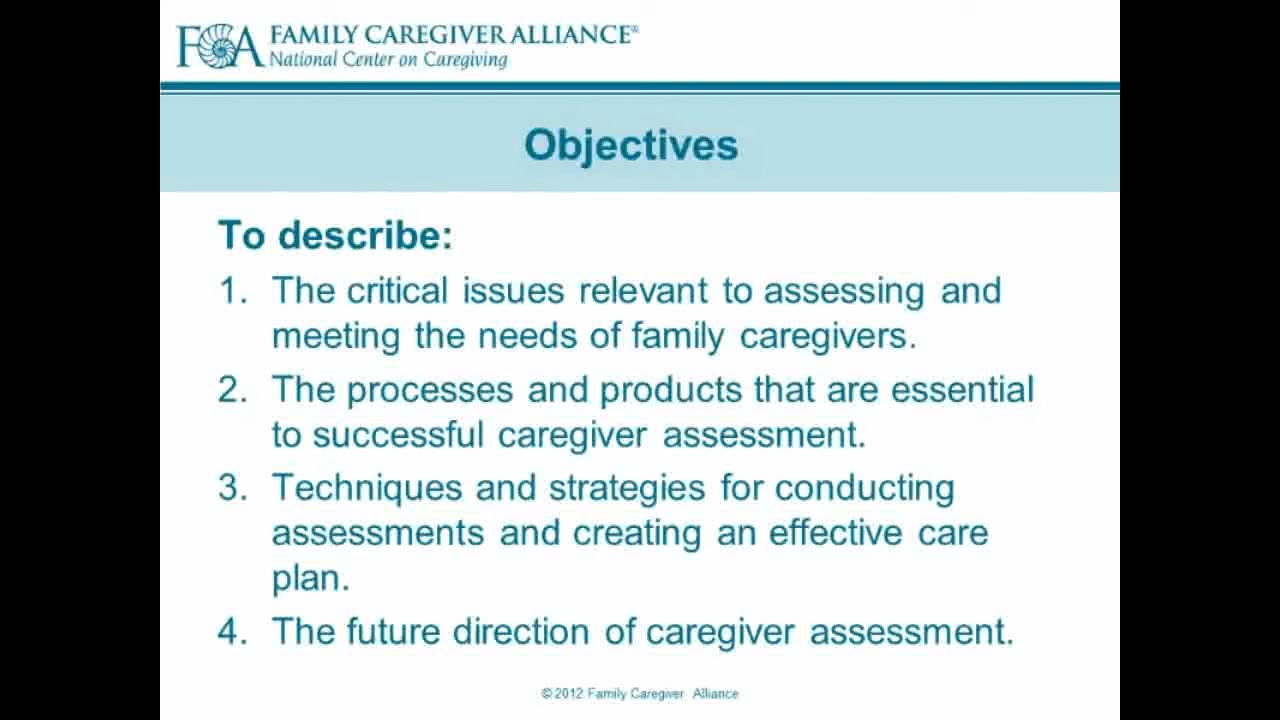 FCA FAMILY CAREGIVER ALLIANCE®
National Center on Caregiving
Objectives
To describe:
1. The critical issues relevant to assessing and
meeting the needs of family caregivers.
2. The processes and products that are essential
to successful caregiver assessment.
3. Techniques and strategies for conducting
assessments and creating an effective care
plan.
4. The future direction of caregiver assessment.
© 2012 Family Caregiver Alliance